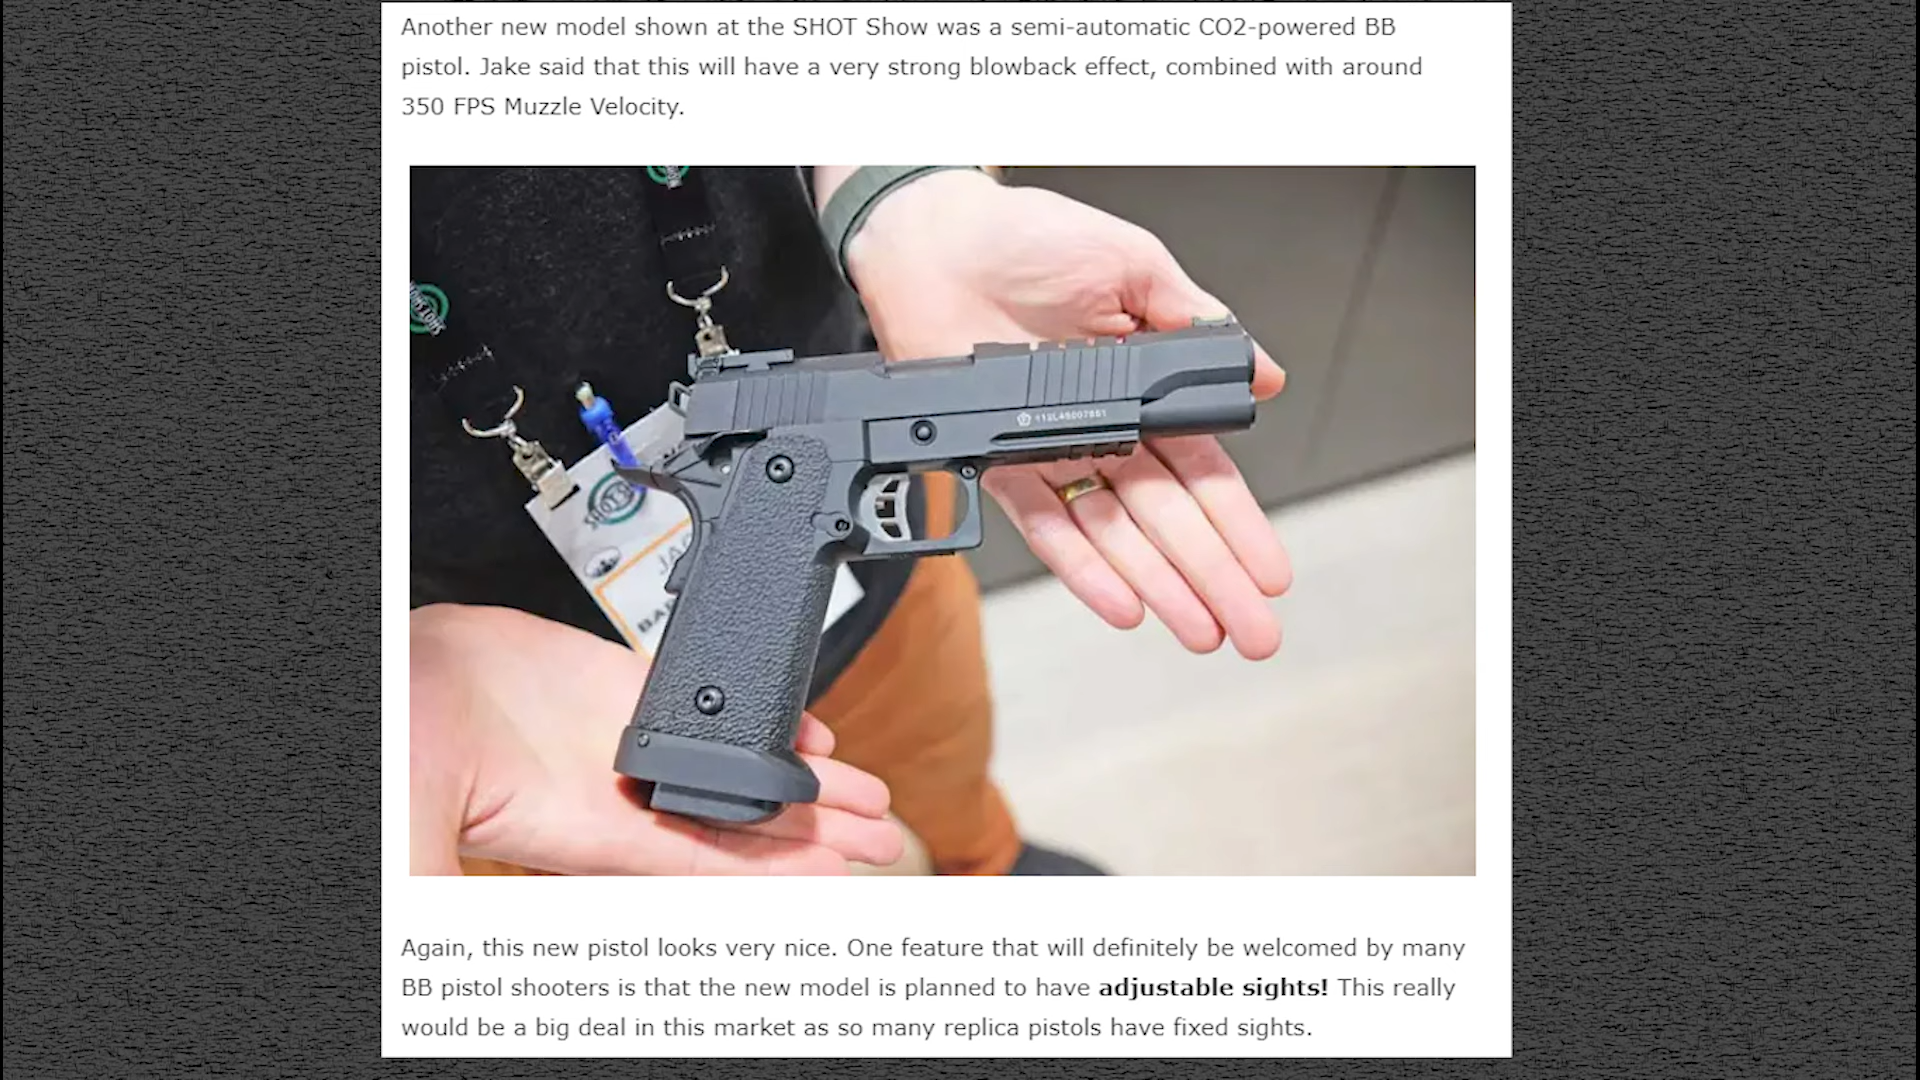 Another new model shown at the SHOT Show was a semi-automatic CO2-powered BB
pistol. Jake said that this will have a very strong blowback effect, combined with around
350 FPS Muzzle Velocity.
SHOT
Again, this new pistol looks very nice. One feature that will definitely be welcomed by many
BB pistol shooters is that the new model is planned to have adjustable sights! This really
would be a big deal in this market as so many replica pistols have fixed sights.